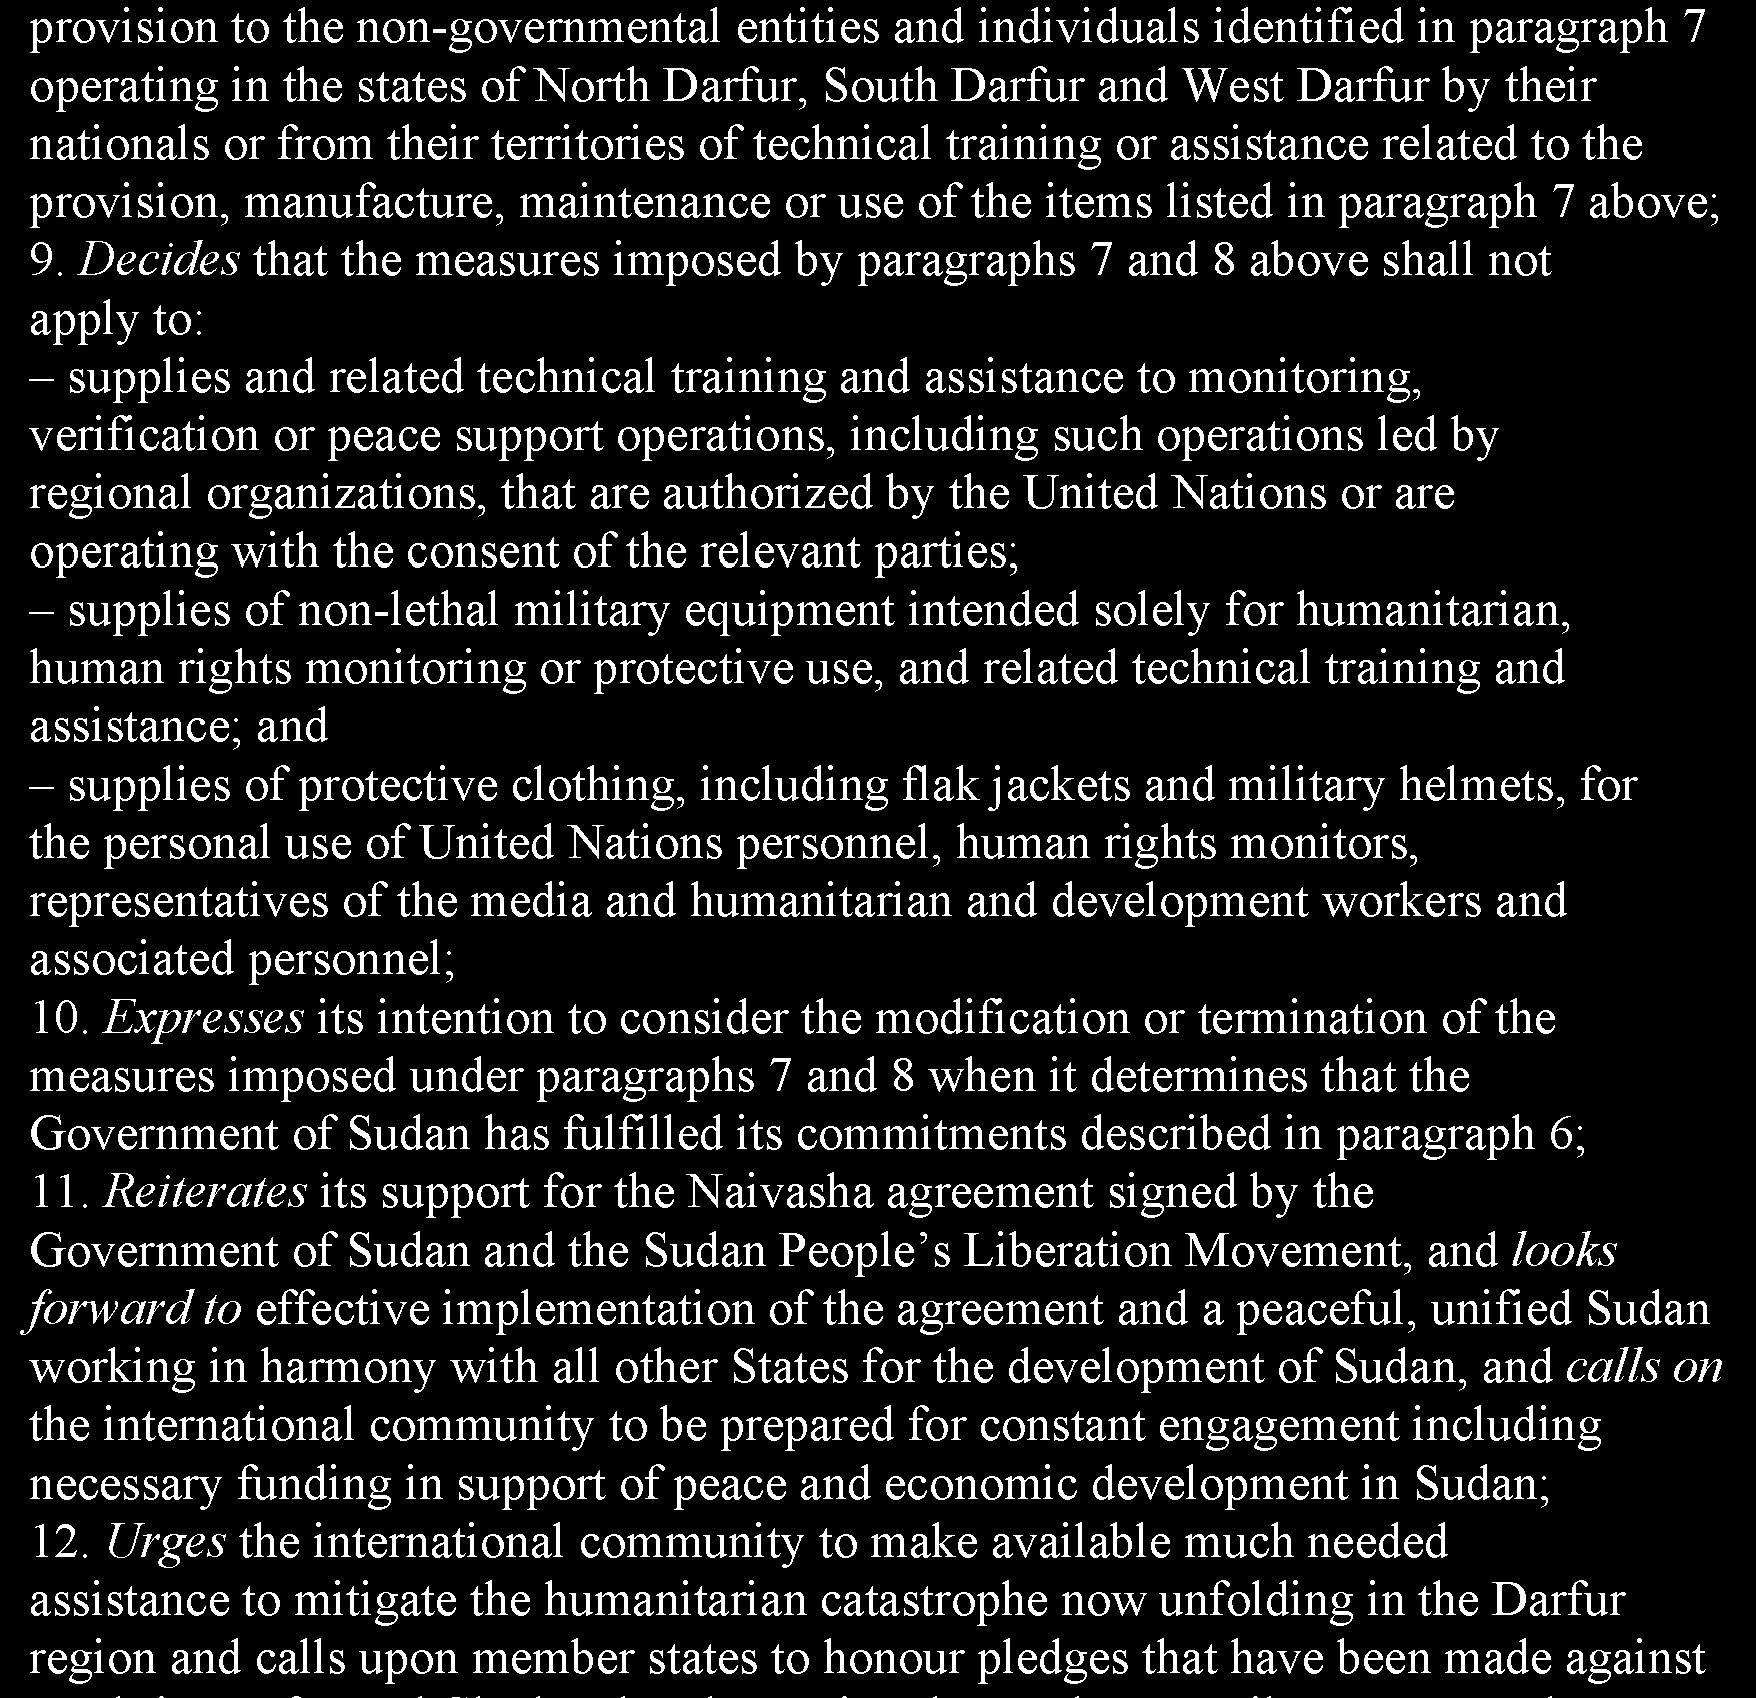 provision to the non-governmental entities and individuals identified in paragraph 7
operating in the states of North Darfur, South Darfur and West Darfur by their
nationals or from their territories of technical training or assistance related to the
provision, manufacture, maintenance or use of the items listed in paragraph 7 above;
9. Decides that the measures imposed by paragraphs 7 and 8 above shall not
apply to:
– supplies and related technical training and assistance to monitoring,
verification or peace support operations, including such operations led by
regional organizations, that are authorized by the United Nations or are
operating with the consent of the relevant parties;
– supplies of non-lethal military equipment intended solely for humanitarian,
human rights monitoring or protective use, and related technical training and
assistance; and
– supplies of protective clothing, including flak jackets and military helmets, for
the personal use of United Nations personnel, human rights monitors,
representatives of the media and humanitarian and development workers and
associated personnel;
10. Expresses its intention to consider the modification or termination of the
measures imposed under paragraphs 7 and 8 when it determines that the
Government of Sudan has fulfilled its commitments described in paragraph 6;
11. Reiterates its support for the Naivasha agreement signed by the
Government of Sudan and the Sudan People’s Liberation Movement, and looks
forward to effective implementation of the agreement and a peaceful, unified Sudan
working in harmony with all other States for the development of Sudan, and calls on
the international community to be prepared for constant engagement including
necessary funding in support of peace and economic development in Sudan;
12. Urges the international community to make available much needed
assistance to mitigate the humanitarian catastrophe now unfolding in the Darfur
region and calls upon member states to honour pledges that have been made against